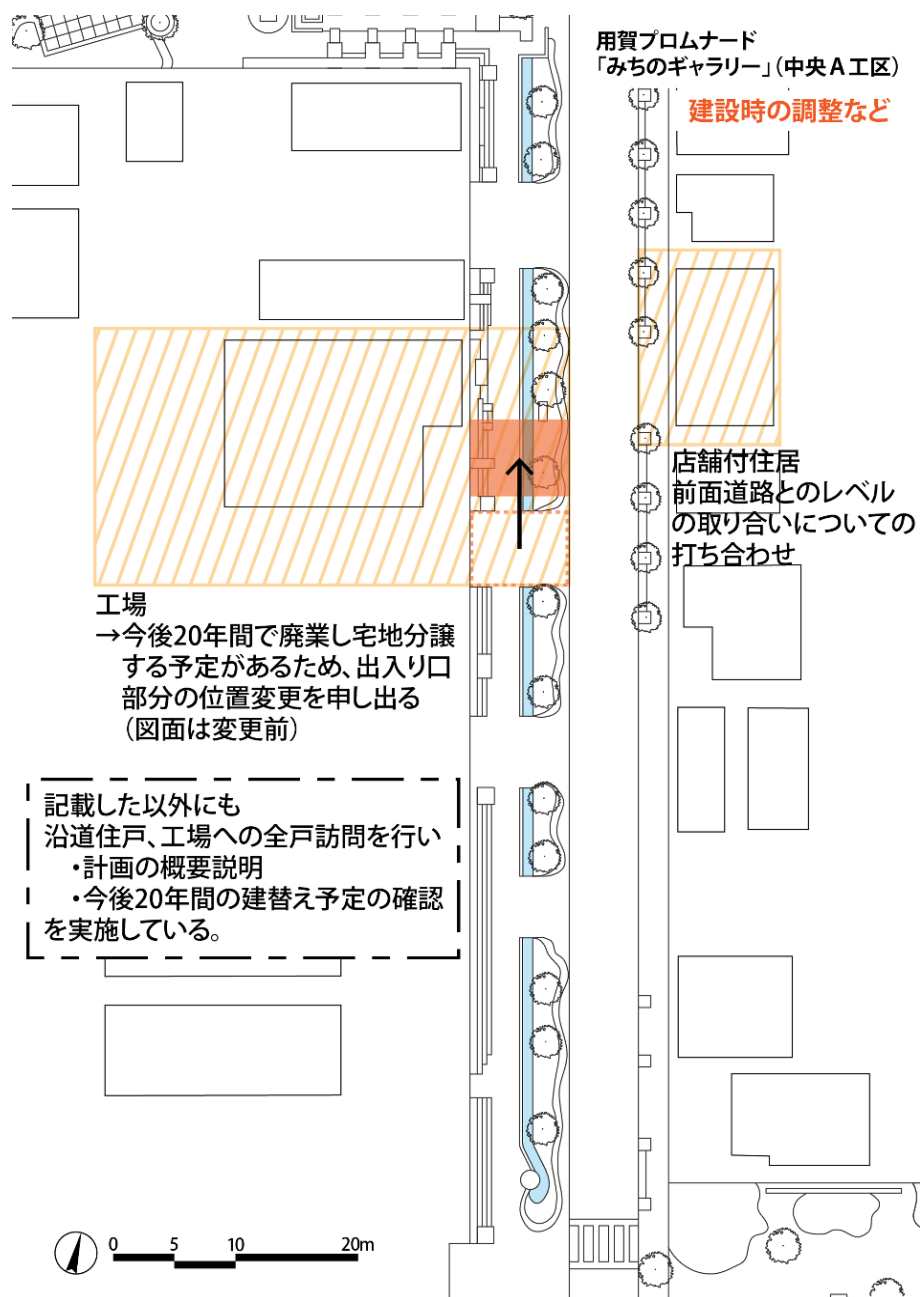 用賀プロムナード
「みちのギャラリー」(中央A工区)
建設時の調整など
店舗付住居
前面道路とのレベル
の取り合いについての
打ち合わせ
工場
→今後20年間で廃業し宅地分譲
する予定があるため、出入り口
部分の位置変更を申し出る
(図面は変更前)
記載した以外にも
沿道住戸、工場への全戸訪問を行い
・計画の概要説明
・今後20年間の建替え予定の確認
を実施している。
0 5 10 20m